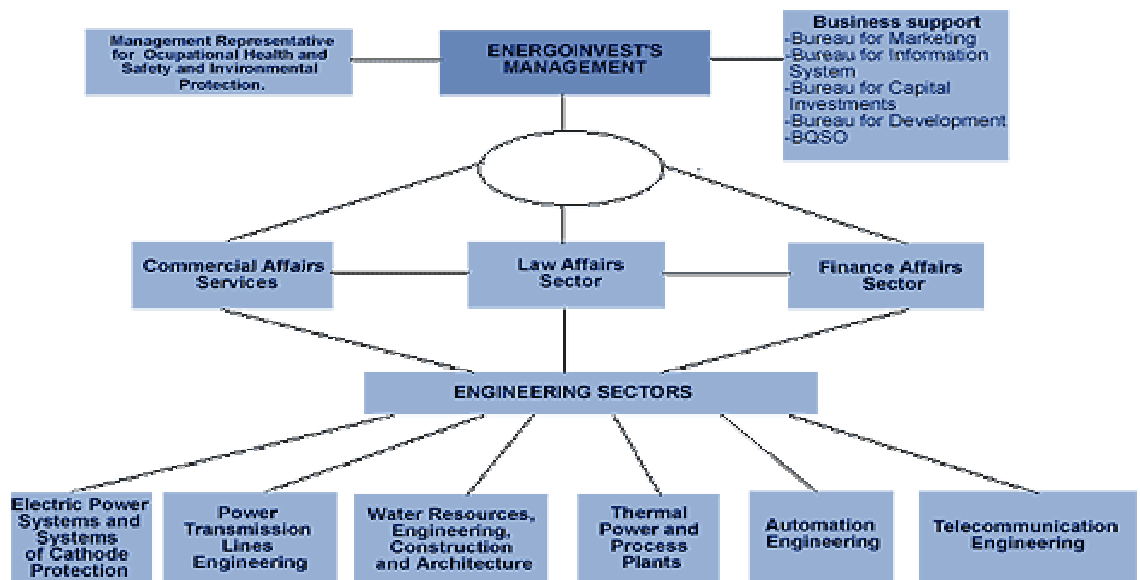 Management Representative
for Ocupational Health and
Safety and Invironmental
Protection.
ENERGOINVEST'S
MANAGEMENT
Business support
-Bureau for Marketing
-Bureau for Information
System
-Bureau for Capital
Investments
-Bureau for Development
-BQSO
Commercial Affairs
Services
Law Affairs
Sector
Finance Affairs
Sector
ENGINEERING SECTORS
Electric Power
Systems and
Systems
of Cathode
Protection
Power
Transmission
Lines
Engineering
Water Resources,
Engineering,
Construction
and Architecture
Thermal
Power and
Process
Plants
Automation
Engineering
Telecommunication
Engineering